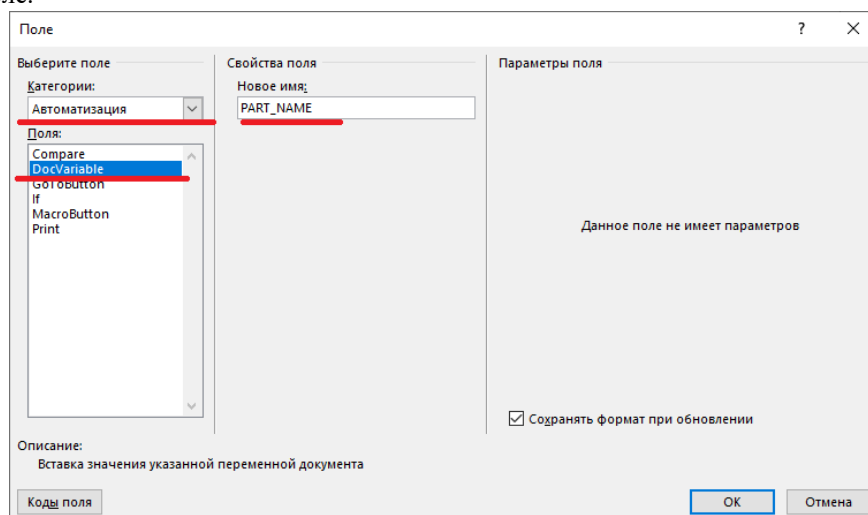 Поле ? ×
Выберите поле
Категории:
Автоматизация
Поля:
Compare
DocVariable
GoToButton
If
MacroButton
Print
Свойства поля
Новое имя:
PART_NAME
Параметры поля
Данное поле не имеет параметров
Сохранять формат при обновлении
Описание:
Вставка значения указанной переменной документа
Коды поля
ОК
Отмена